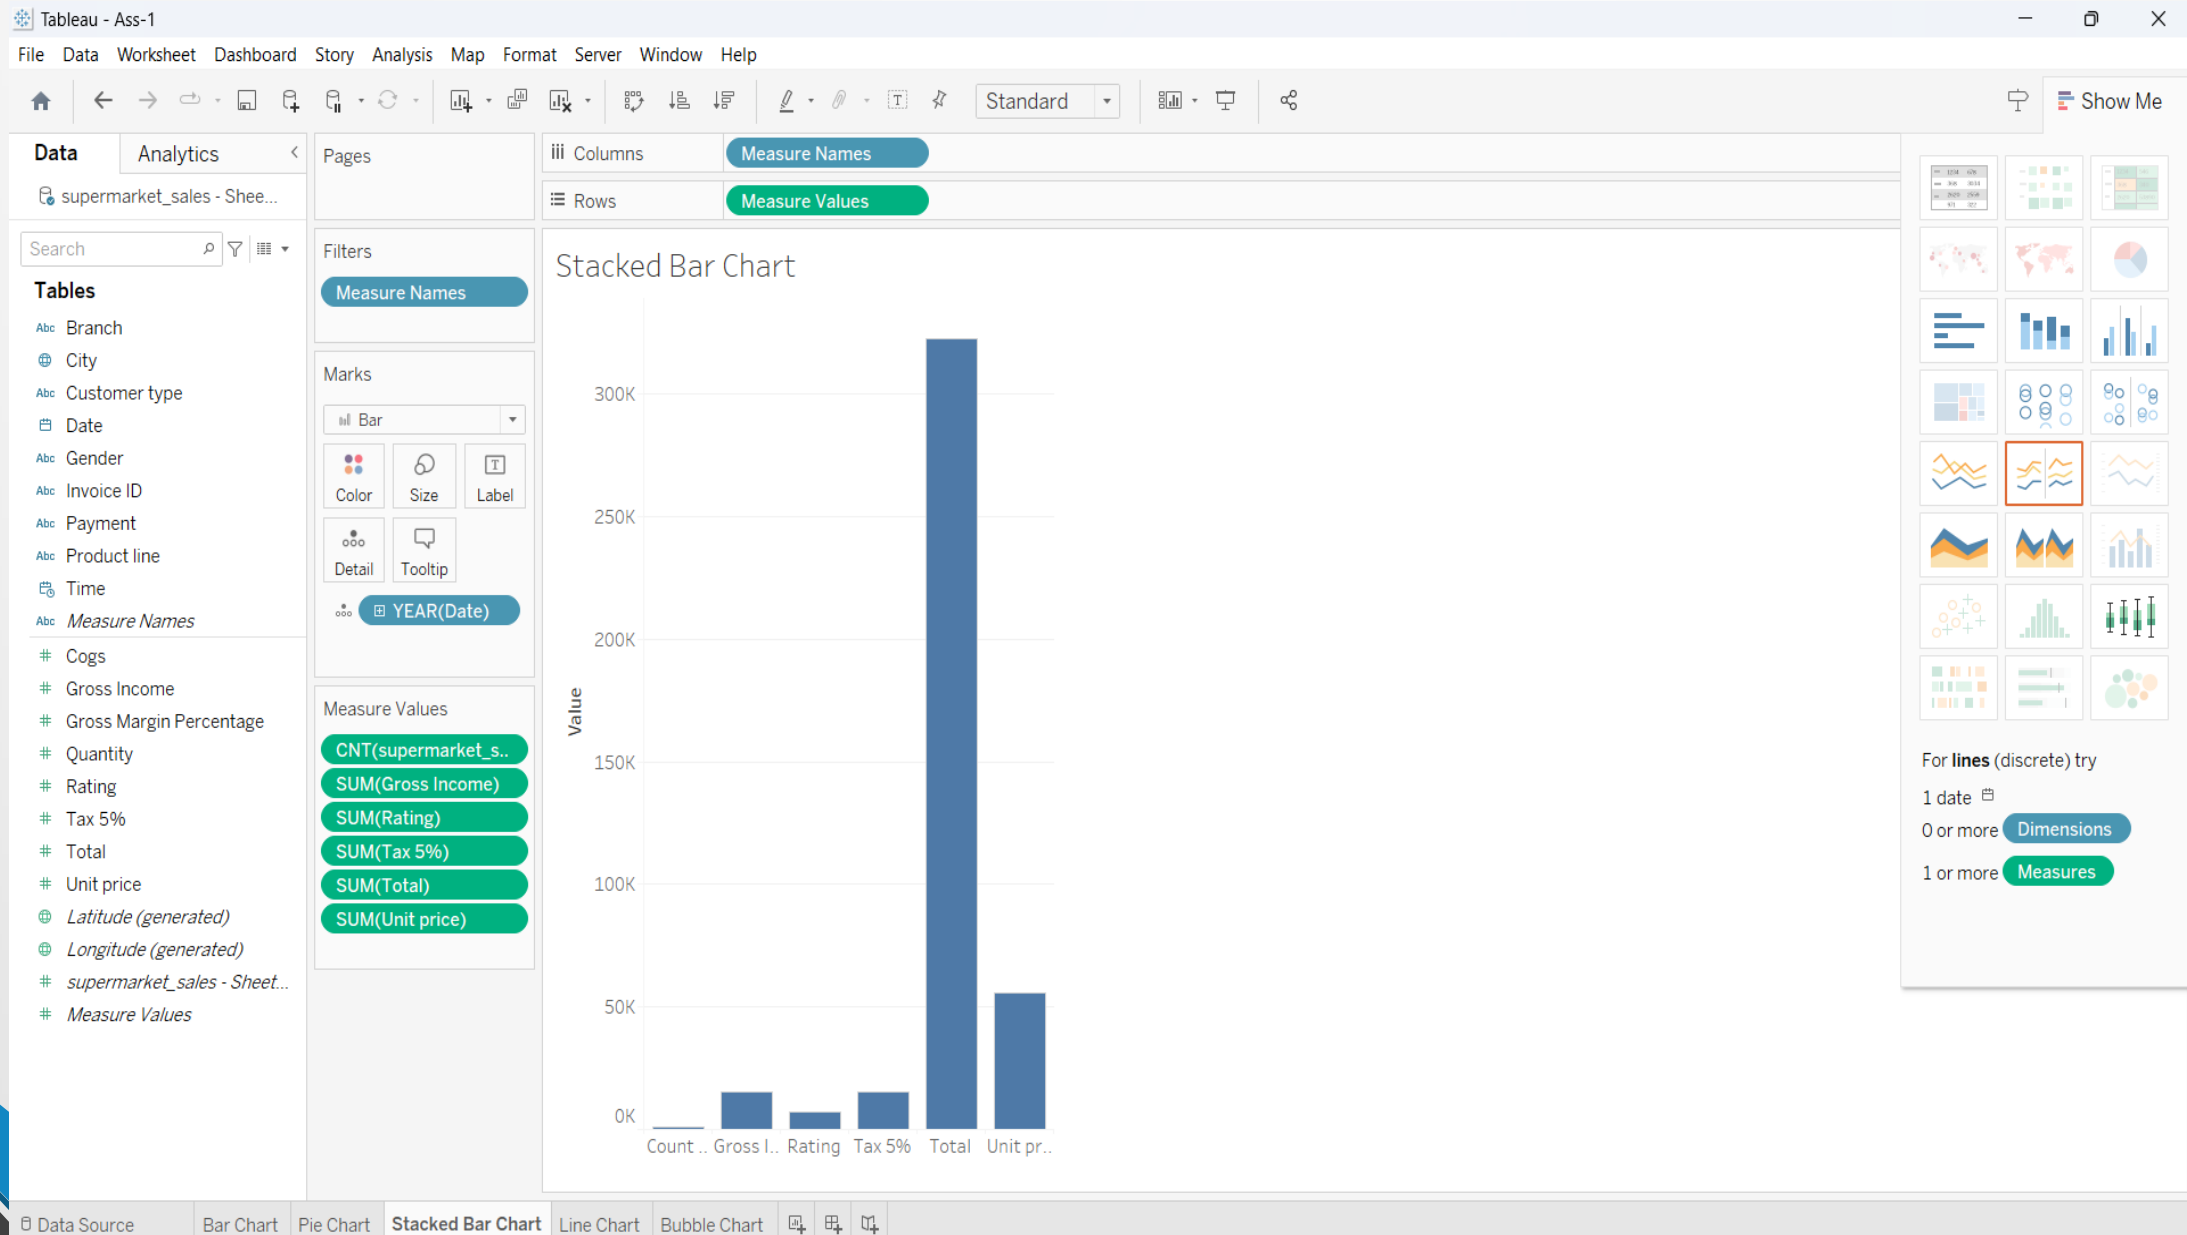 Tableau - Ass-1
File Data Worksheet Dashboard Story Analysis Map Format Server Window Help
Standard
Show Me
Data
Analytics
supermarket_sales - Shee...
Search
Tables
Abc Branch
City
Abc Customer type
Date
Abc Gender
Abc Invoice ID
Abc Payment
Abc Product line
Time
Abc Measure Names
# Cogs
# Gross Income
# Gross Margin Percentage
# Quantity
# Rating
# Tax 5%
# Total
# Unit price
Latitude (generated)
Longitude (generated)
# supermarket_sales - Sheet...
# Measure Values
Pages
Filters
Measure Names
Marks
Bar
Color Size Label
Detail Tooltip
YEAR(Date)
Measure Values
CNT(supermarket_s..
SUM(Gross Income)
SUM(Rating)
SUM(Tax 5%)
SUM(Total)
SUM(Unit price)
Columns Measure Names
Rows Measure Values
Stacked Bar Chart
300K
250K
200K
150K
100K
50K
0K
Value
Count .. Gross I.. Rating Tax 5% Total Unit pr..
For lines (discrete) try
1 date
0 or more Dimensions
1 or more Measures
Data Source Bar Chart Pie Chart Stacked Bar Chart Line Chart Bubble Chart